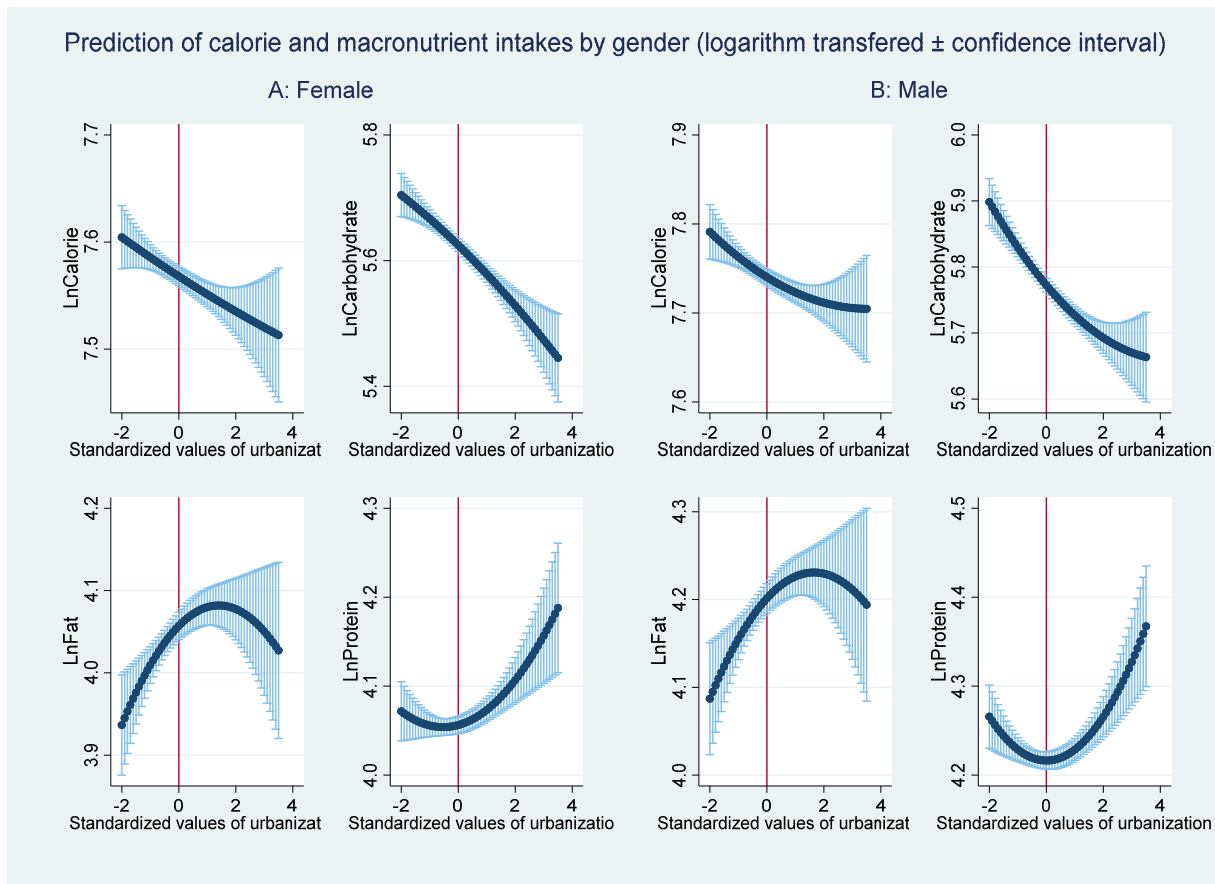 Prediction of calorie and macronutrient intakes by gender (logarithm transfered ± confidence interval)
A: Female
B: Male
LnCalorie
7.7
7.6
7.5
-2 0 2 4
Standardized values of urbanizat
LnCarbohydrate
5.8
5.6
5.4
-2 0 2 4
Standardized values of urbanizatio
LnCalorie
7.9
7.8
7.7
7.6
-2 0 2 4
Standardized values of urbanizat
LnCarbohydrate
6.0
5.9
5.8
5.7
5.6
-2 0 2 4
Standardized values of urbanization
LnFat
4.2
4.1
4.0
3.9
-2 0 2 4
Standardized values of urbanizat
LnProtein
4.3
4.2
4.1
4.0
-2 0 2 4
Standardized values of urbanizatio
LnFat
4.3
4.2
4.1
4.0
-2 0 2 4
Standardized values of urbanizat
LnProtein
4.5
4.4
4.3
4.2
-2 0 2 4
Standardized values of urbanization